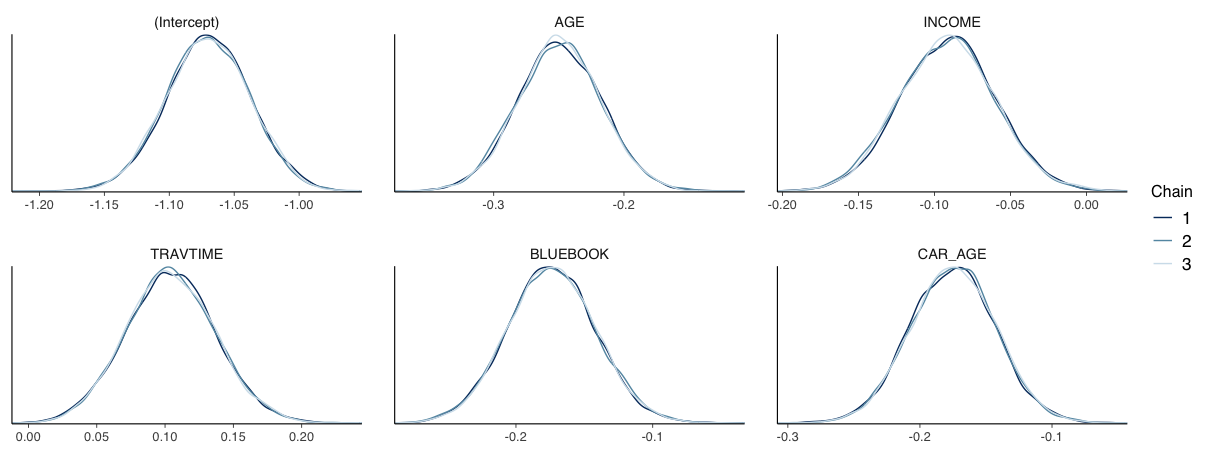 (Intercept)
AGE
INCOME
-1.20 -1.15 -1.10 -1.05 -1.00
-0.3 -0.2
-0.20 -0.15 -0.10 -0.05 0.00
TRAVTIME
BLUEBOOK
CAR_AGE
0.00 0.05 0.10 0.15 0.20
-0.2 -0.1
-0.3 -0.2 -0.1
Chain
1
2
3